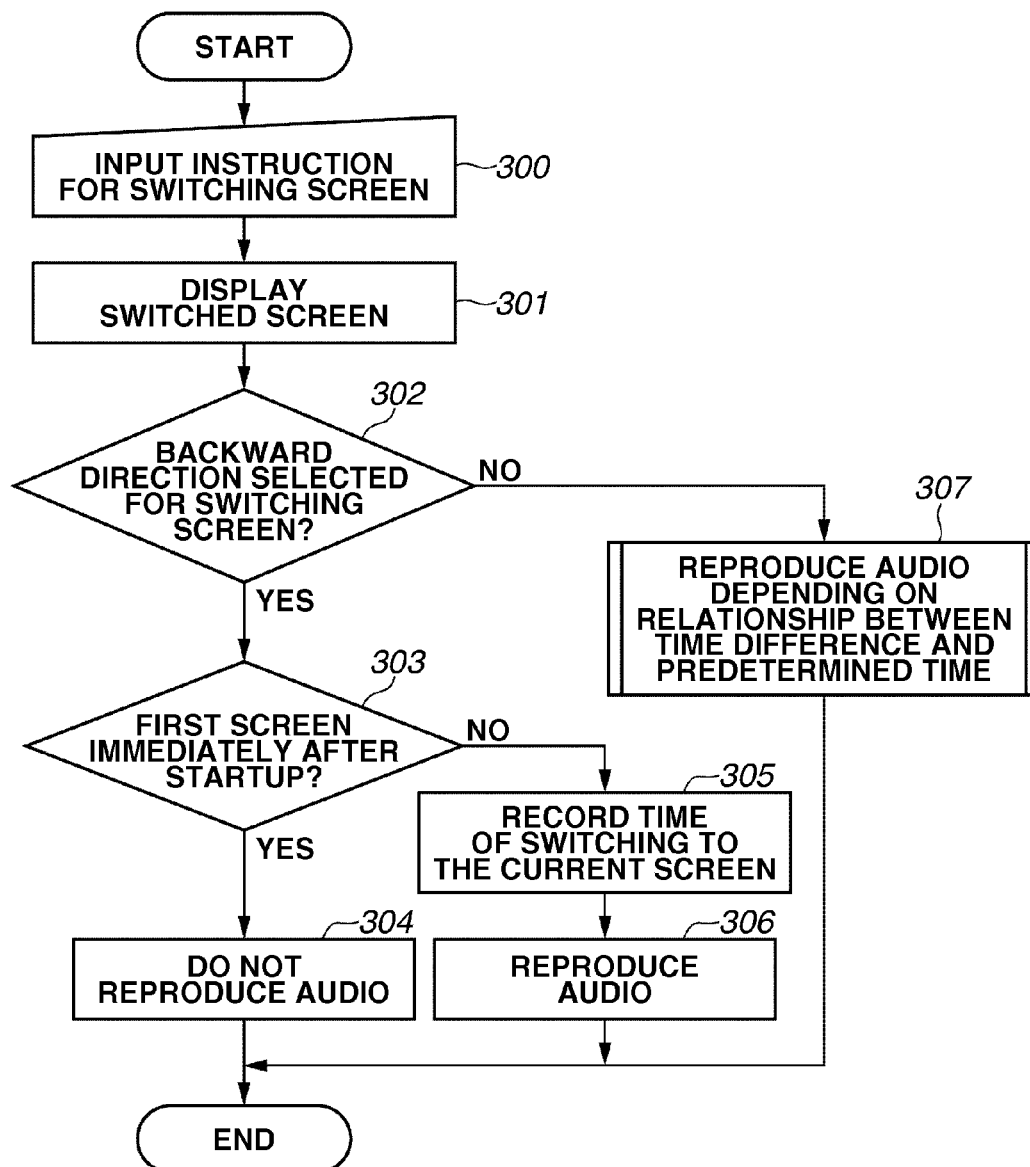 START
INPUT INSTRUCTION
FOR SWITCHING SCREEN
300
DISPLAY
SWITCHED SCREEN
301
302
BACKWARD
DIRECTION SELECTED
FOR SWITCHING
SCREEN?
NO
YES
307
REPRODUCE AUDIO
DEPENDING ON
RELATIONSHIP BETWEEN
TIME DIFFERENCE AND
PREDETERMINED TIME
303
FIRST SCREEN
IMMEDIATELY AFTER
STARTUP?
NO
YES
305
RECORD TIME
OF SWITCHING TO
THE CURRENT SCREEN
304
DO NOT
REPRODUCE AUDIO
306
REPRODUCE
AUDIO
END